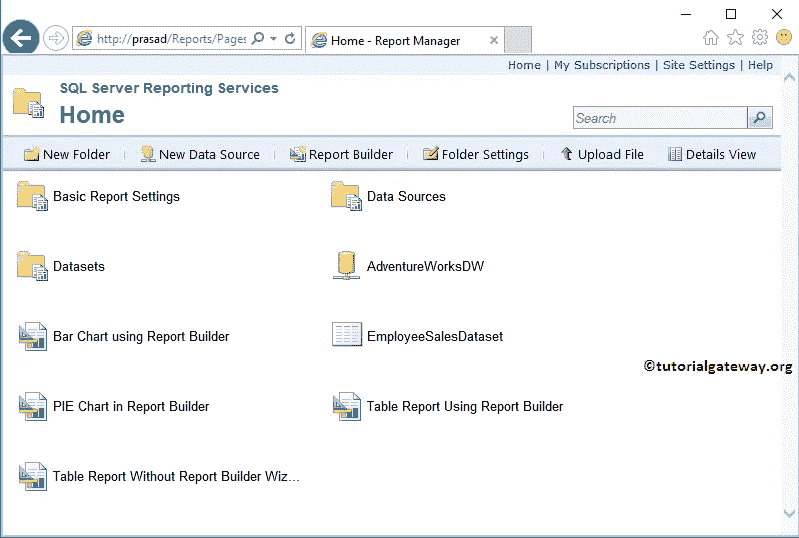 http://prasad/Reports/Pages
Home - Report Manager
Home | My Subscriptions | Site Settings | Help
SQL Server Reporting Services
Home
Search
New Folder
New Data Source
Report Builder
Folder Settings
Upload File
Details View
Basic Report Settings
Data Sources
Datasets
AdventureWorksDW
Bar Chart using Report Builder
EmployeeSalesDataset
©tutorialgateway.org
PIE Chart in Report Builder
Table Report Using Report Builder
Table Report Without Report Builder Wiz...